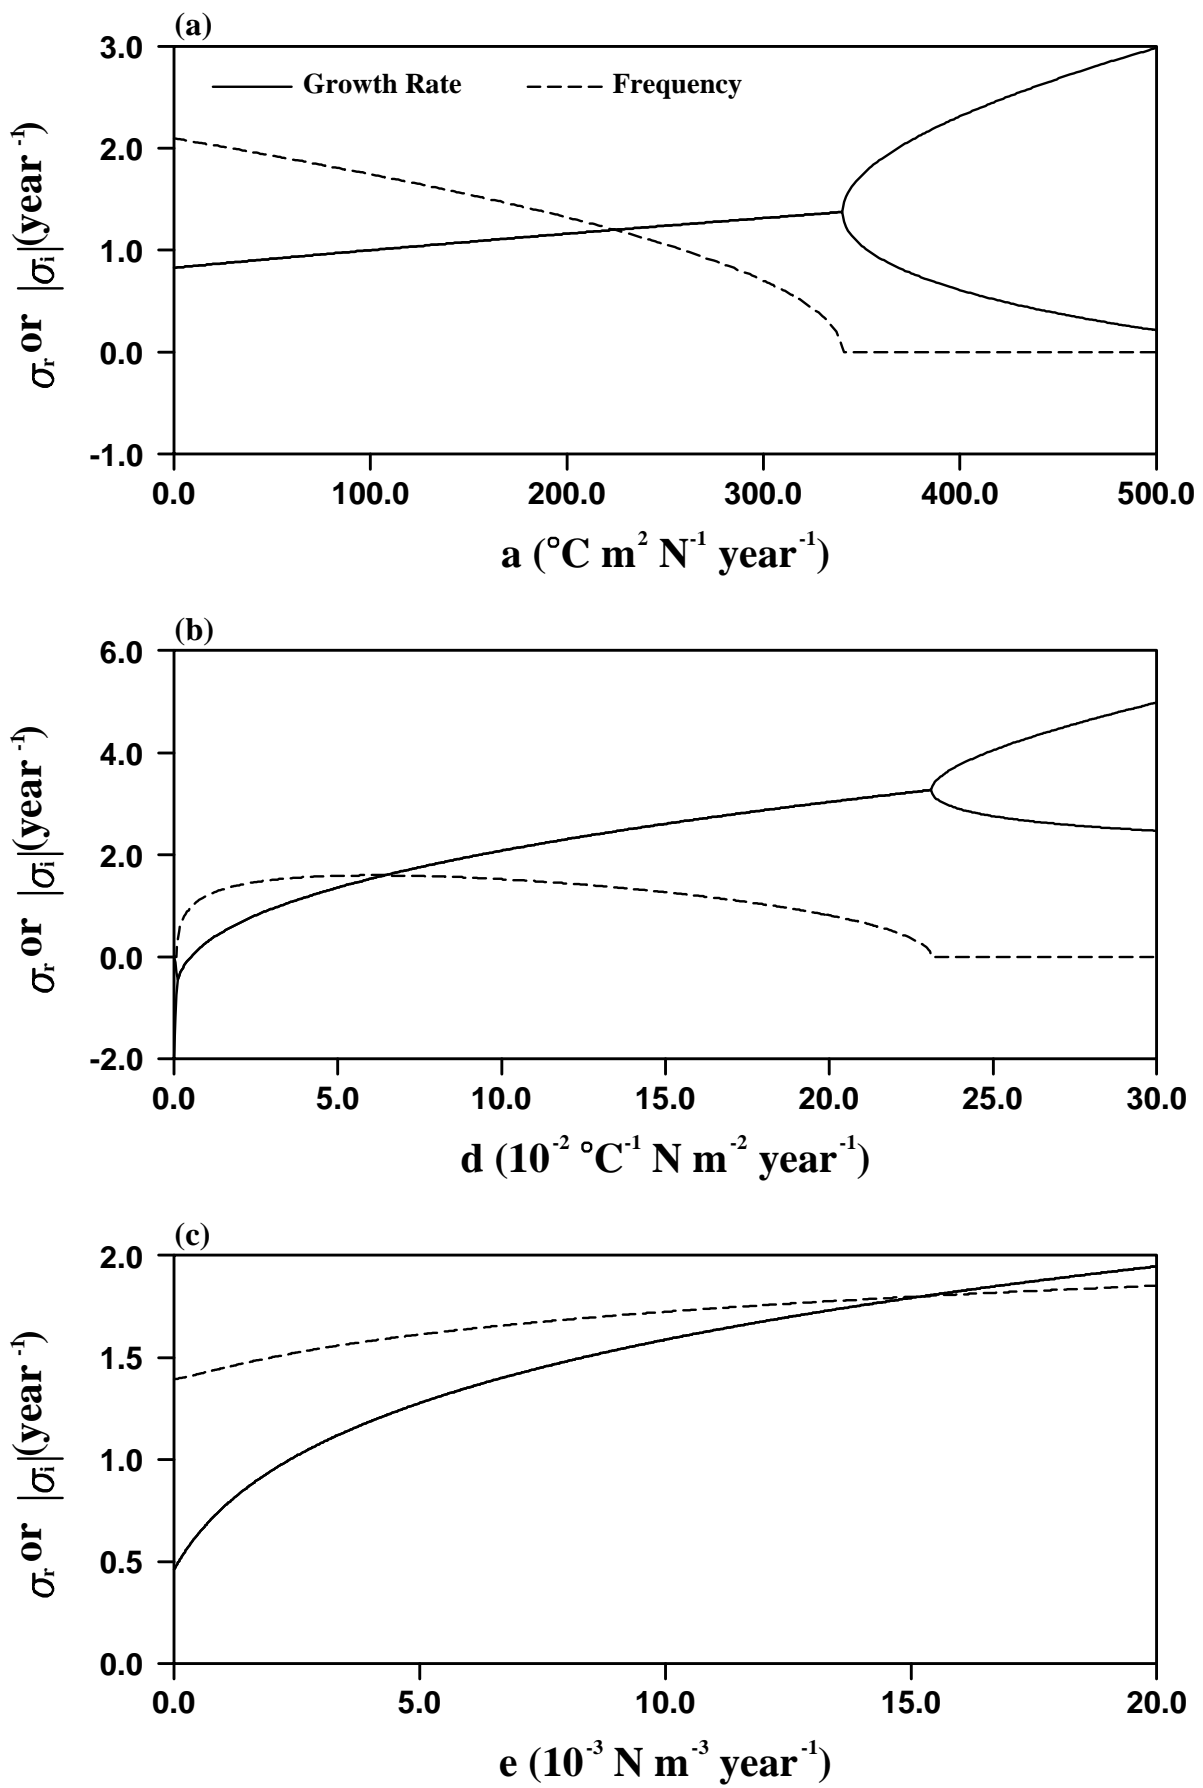 (a)
3.0
2.0
1.0
0.0
-1.0
σr or |σi|(year-1)
Growth Rate
Frequency
0.0 100.0 200.0 300.0 400.0 500.0
a (°C m2 N-1 year-1)
(b)
6.0
4.0
2.0
0.0
-2.0
σr or |σi|(year-1)
0.0 5.0 10.0 15.0 20.0 25.0 30.0
d (10-2 °C-1 N m-2 year-1)
(c)
2.0
1.5
1.0
0.5
0.0
σr or |σi|(year-1)
0.0 5.0 10.0 15.0 20.0
e (10-3 N m-3 year-1)